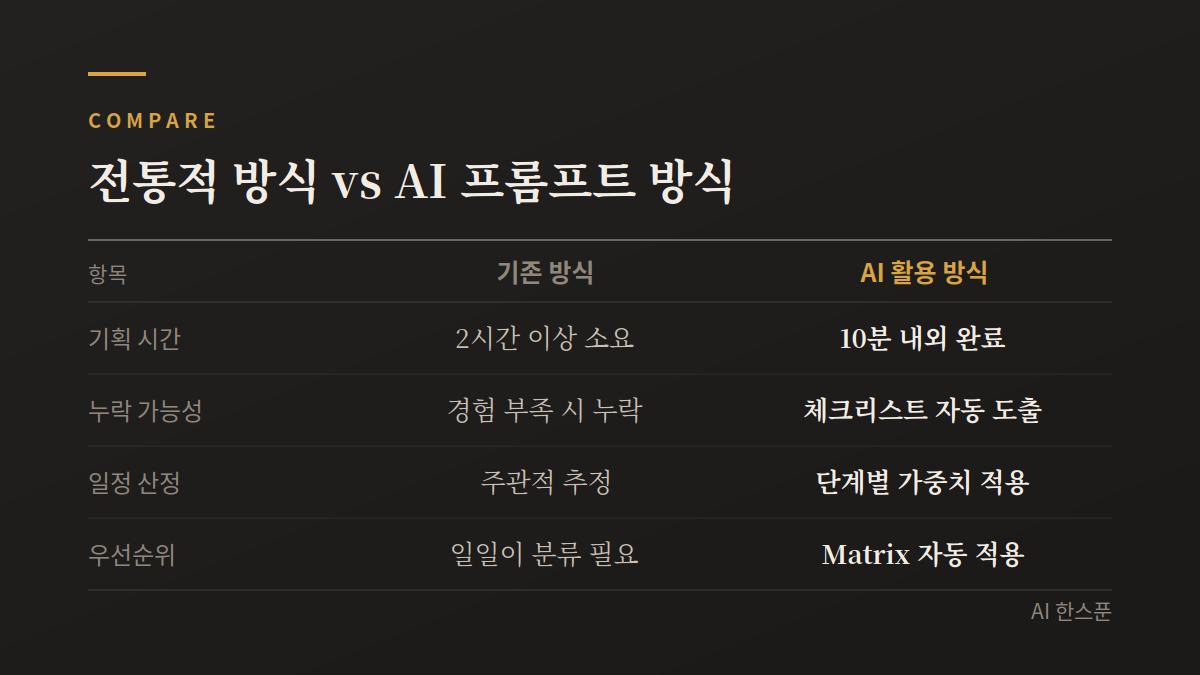 COMPARE
전통적 방식 vs AI 프롬프트 방식
항목 기존 방식 AI 활용 방식
기획 시간 2시간 이상 소요 10분 내외 완료
누락 가능성 경험 부족 시 누락 체크리스트 자동 도출
일정 산정 주관적 추정 단계별 가중치 적용
우선순위 일일이 분류 필요 Matrix 자동 적용
AI 한스푼